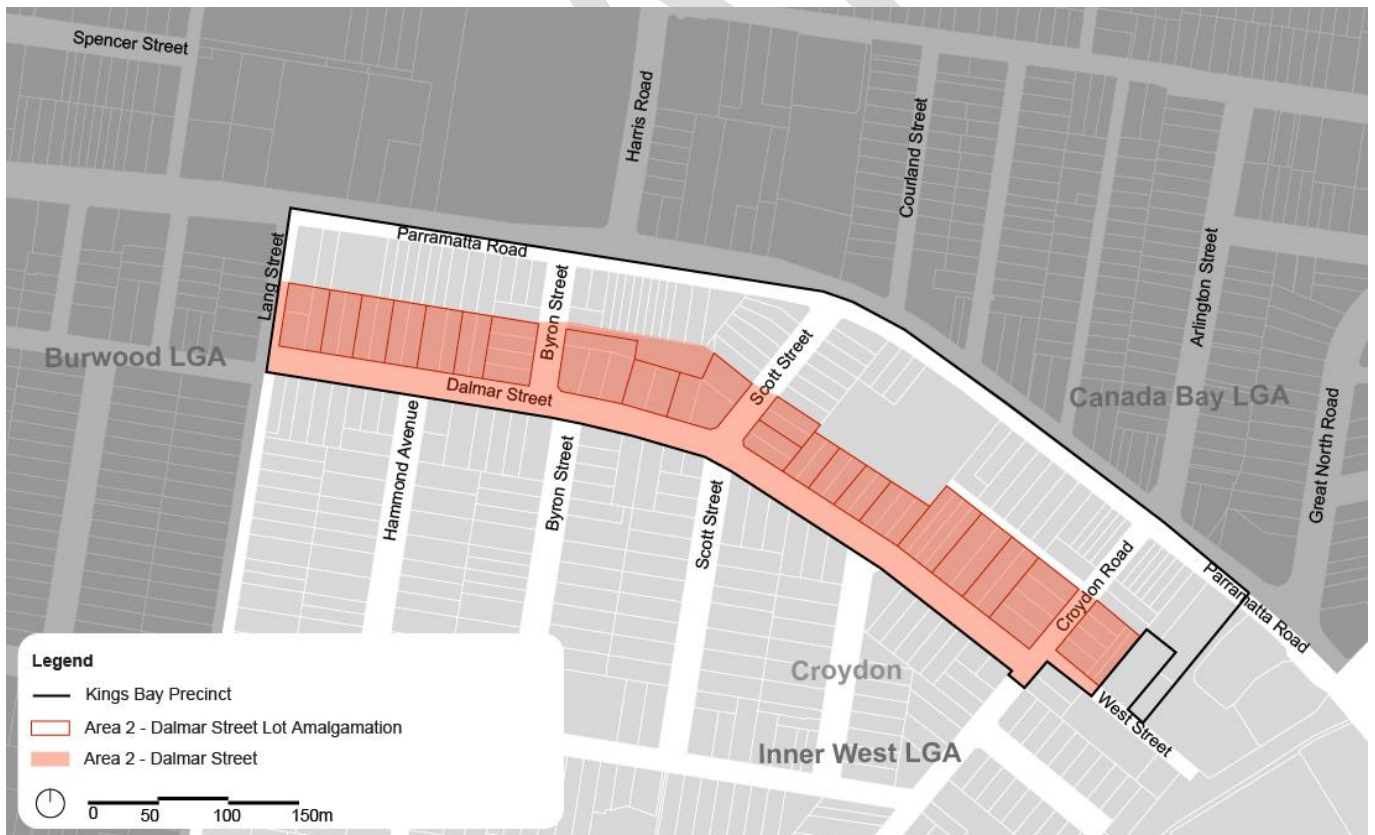 Spencer Street
Harris Road
Courland Street
Arlington Street
Great North Road
Lang Street
Parramatta Road
Byron Street
Scott Street
Burwood LGA
Canada Bay LGA
Dalmar Street
Hammond Avenue
Byron Street
Scott Street
Croydon Road
Parramatta Road
Croydon
West Street
Inner West LGA
Legend
Kings Bay Precinct
Area 2 - Dalmar Street Lot Amalgamation
Area 2 - Dalmar Street
0 50 100 150m